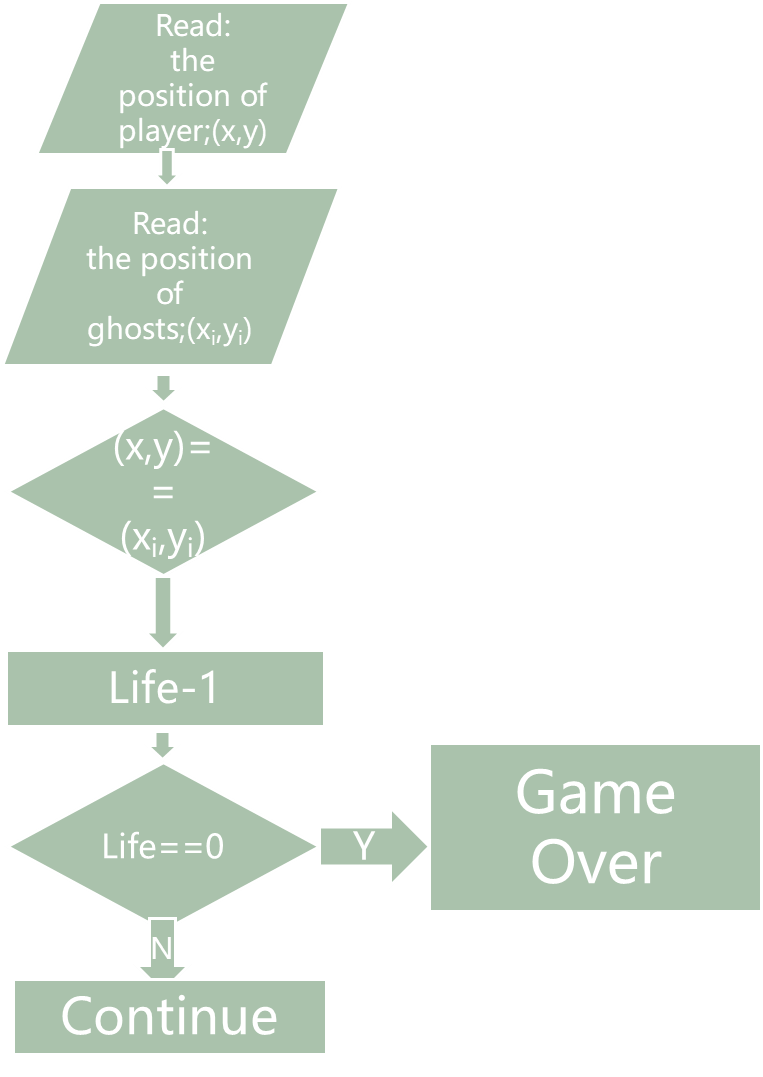 Read:
the
position of
player;(x,y)
Read:
the position
of
ghosts;(xᵢ,yᵢ)
(x,y)=
=
(xᵢ,yᵢ)
Life-1
Life==0
Y
Game
Over
N
Continue